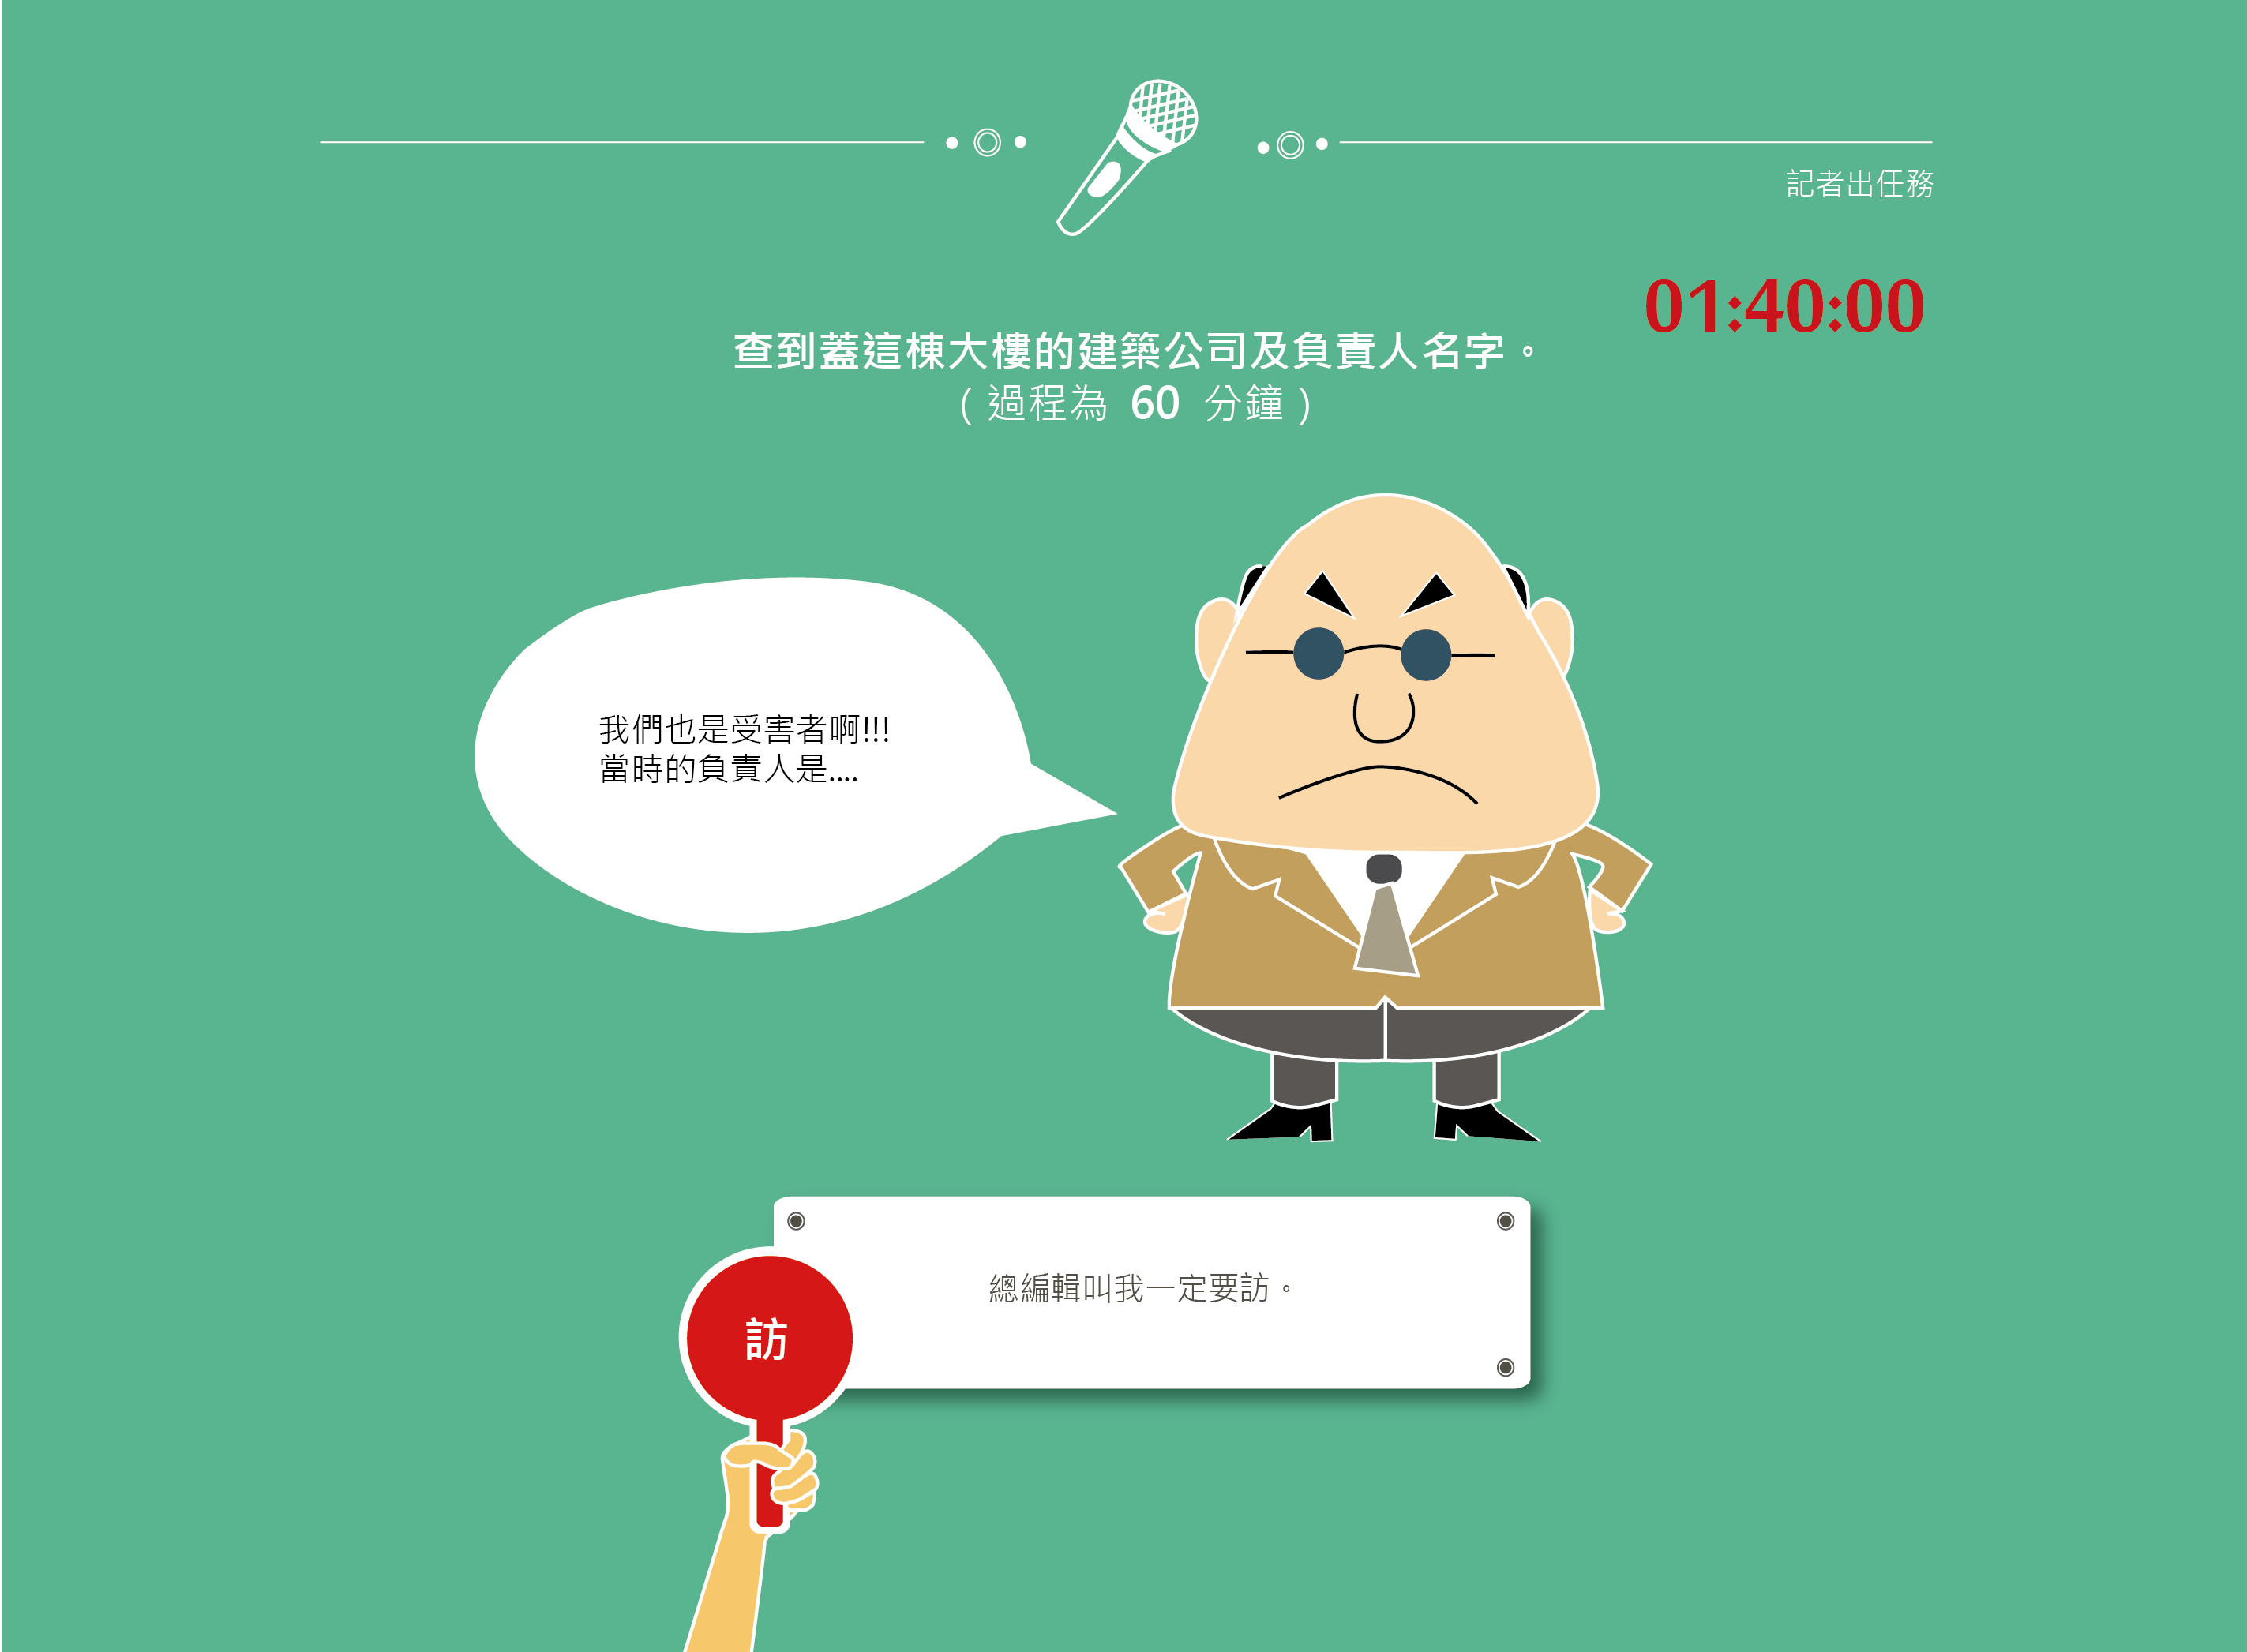 記者出任務
01:40:00
查到蓋這棟大樓的建築公司及負責人名字。
( 過程為 60 分鐘 )
我們也是受害者啊!!!
當時的負責人是....
總編輯叫我一定要訪。
訪